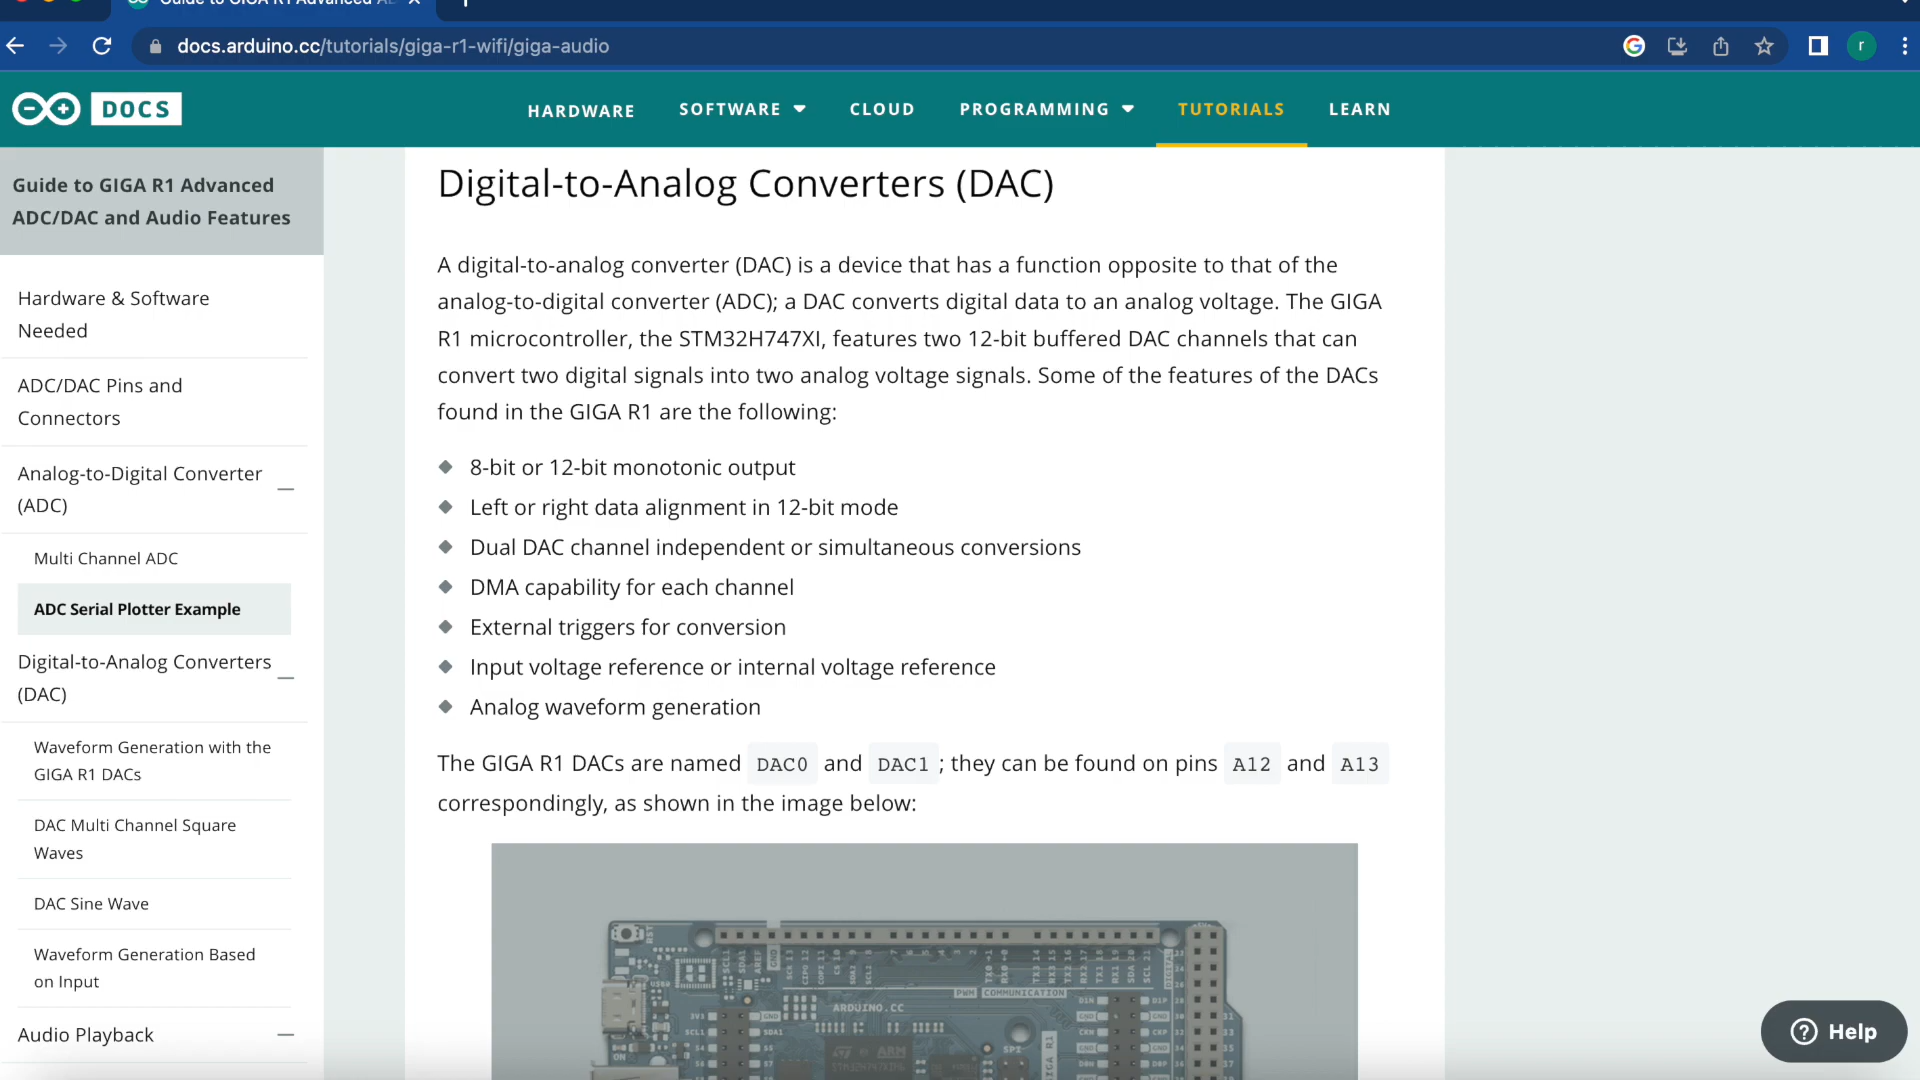 docs.arduino.cc/tutorials/giga-r1-wifi/giga-audio
r
DOCS
HARDWARE
SOFTWARE
CLOUD
PROGRAMMING
TUTORIALS
LEARN
Guide to GIGA R1 Advanced
ADC/DAC and Audio Features
Hardware & Software
Needed
ADC/DAC Pins and
Connectors
Analog-to-Digital Converter
(ADC)
Multi Channel ADC
ADC Serial Plotter Example
Digital-to-Analog Converters
(DAC)
Waveform Generation with the
GIGA R1 DACs
DAC Multi Channel Square
Waves
DAC Sine Wave
Waveform Generation Based
on Input
Audio Playback
Digital-to-Analog Converters (DAC)
A digital-to-analog converter (DAC) is a device that has a function opposite to that of the
analog-to-digital converter (ADC); a DAC converts digital data to an analog voltage. The GIGA
R1 microcontroller, the STM32H747XI, features two 12-bit buffered DAC channels that can
convert two digital signals into two analog voltage signals. Some of the features of the DACs
found in the GIGA R1 are the following:
8-bit or 12-bit monotonic output
Left or right data alignment in 12-bit mode
Dual DAC channel independent or simultaneous conversions
DMA capability for each channel
External triggers for conversion
Input voltage reference or internal voltage reference
Analog waveform generation
The GIGA R1 DACs are named DAC0 and DAC1 ; they can be found on pins A12 and A13
correspondingly, as shown in the image below:
RST
PWM COMMUNICATION
ARDUINO.CC
ARM
SPI
GIGA R1
Help